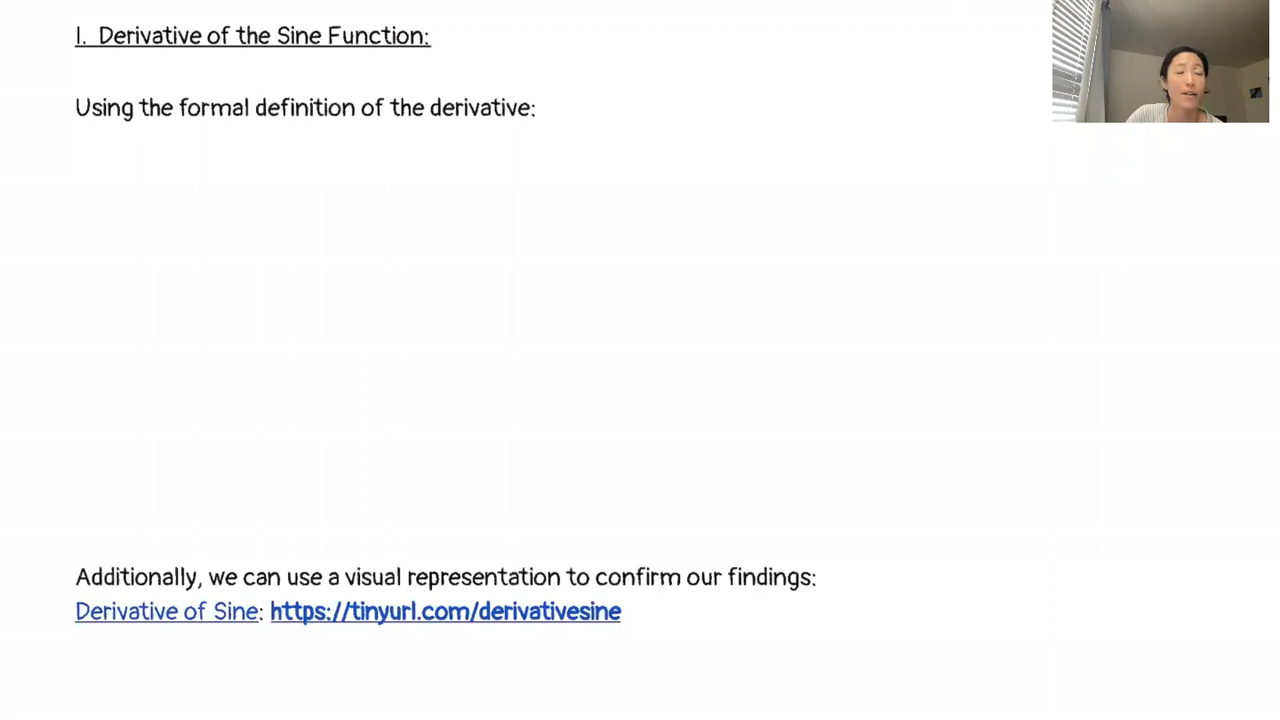 I. Derivative of the Sine Function:
Using the formal definition of the derivative:
Additionally, we can use a visual representation to confirm our findings:
Derivative of Sine: https://tinyurl.com/derivativesine